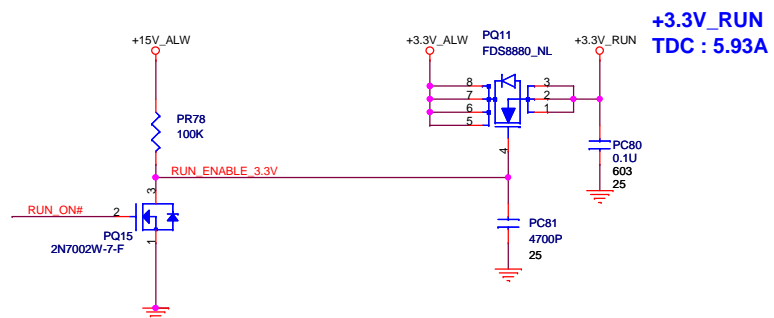 +3.3V_RUN
TDC : 5.93A
+15V_ALW
+3.3V_ALW
PQ11
FDS8880_NL
+3.3V_RUN
8
7
6
5
3
2
1
4
PR78
100K
RUN_ENABLE_3.3V
PC80
0.1U
603
25
RUN_ON#
2
3
1
PQ15
2N7002W-7-F
PC81
4700P
25